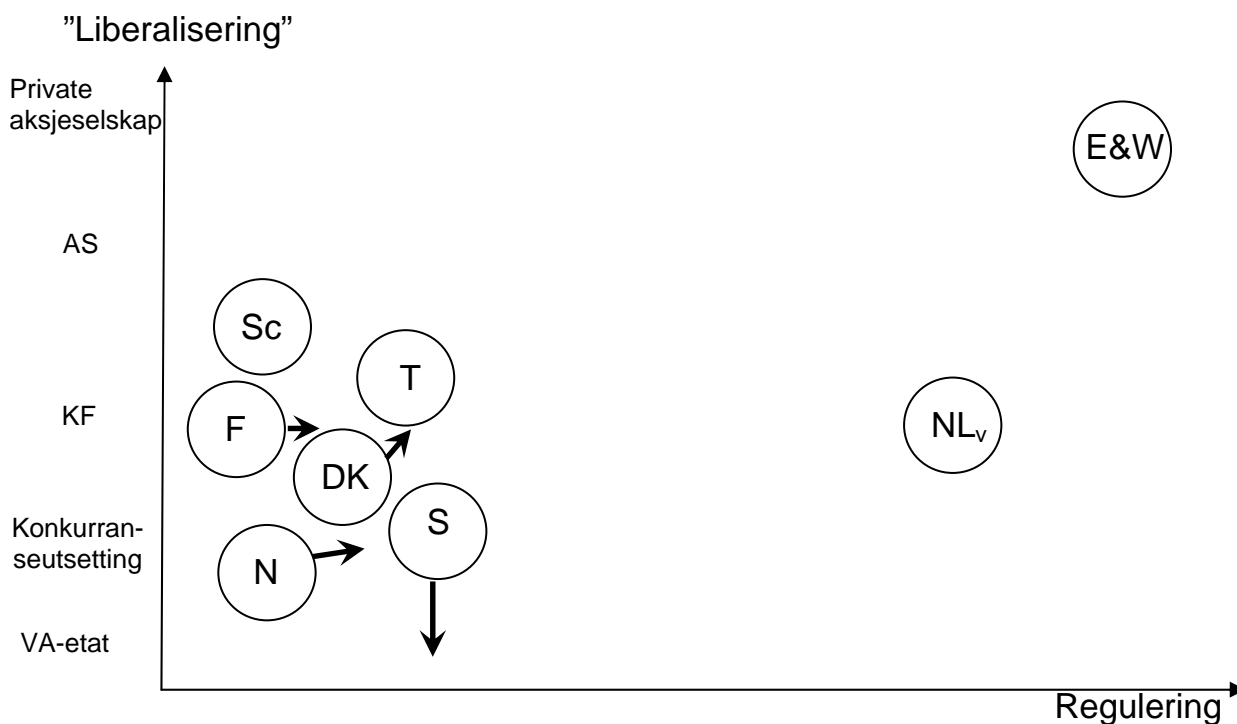 ”Liberalisering”
Private
aksjeselskap
E&W
AS
Sc
T
KF
F
NLv
DK
S
Konkurran-
seutsetting
N
VA-etat
Regulering